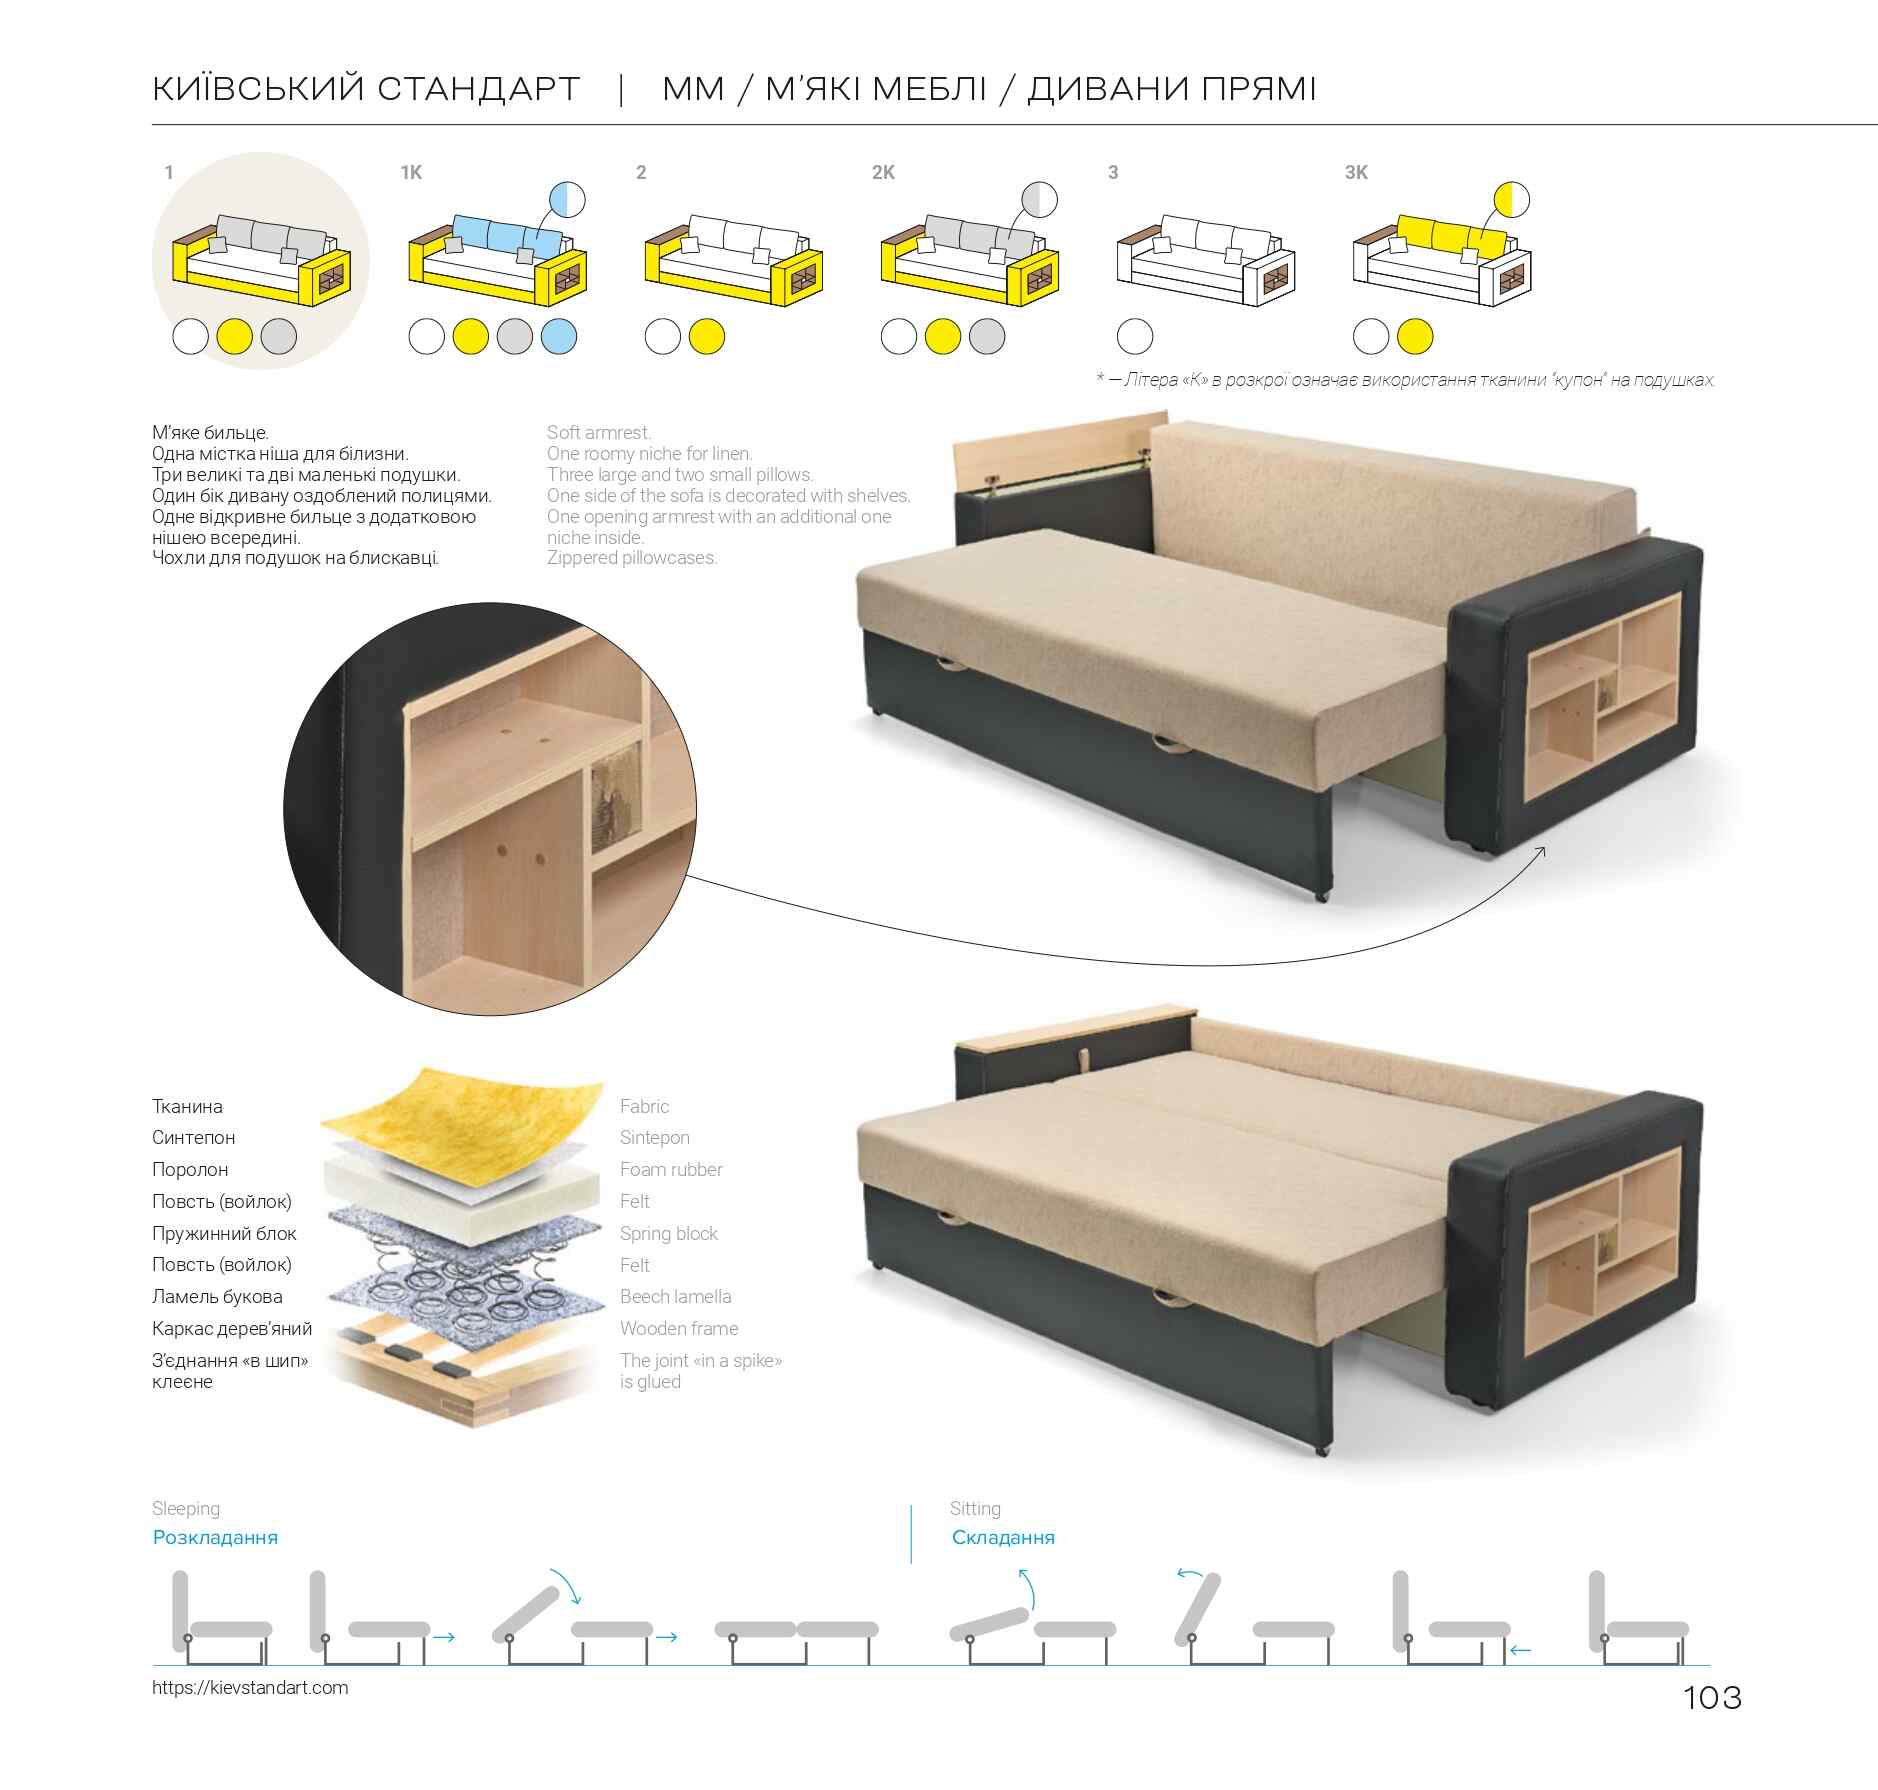 КИЇВСЬКИЙ СТАНДАРТ | ММ / М’ЯКІ МЕБЛІ / ДИВАНИ ПРЯМІ
1
1K
2
2K
3
3K
* — Літера «К» в розкрої означає використання тканини “купон” на подушках.
М’яке бильце.
Одна містка ніша для білизни.
Три великі та дві маленькі подушки.
Один бік дивану оздоблений полицями.
Одне відкривне бильце з додатковою
нішею всередині.
Чохли для подушок на блискавці.
Soft armrest.
One roomy niche for linen.
Three large and two small pillows.
One side of the sofa is decorated with shelves.
One opening armrest with an additional one
niche inside.
Zippered pillowcases.
Тканина
Синтепон
Поролон
Повсть (войлок)
Пружинний блок
Повсть (войлок)
Ламель букова
Каркас дерев’яний
З’єднання «в шип»
клеєне
Fabric
Sintepon
Foam rubber
Felt
Spring block
Felt
Beech lamella
Wooden frame
The joint «in a spike»
is glued
Sleeping
Розкладання
Sitting
Складання
https://kievstandart.com
103